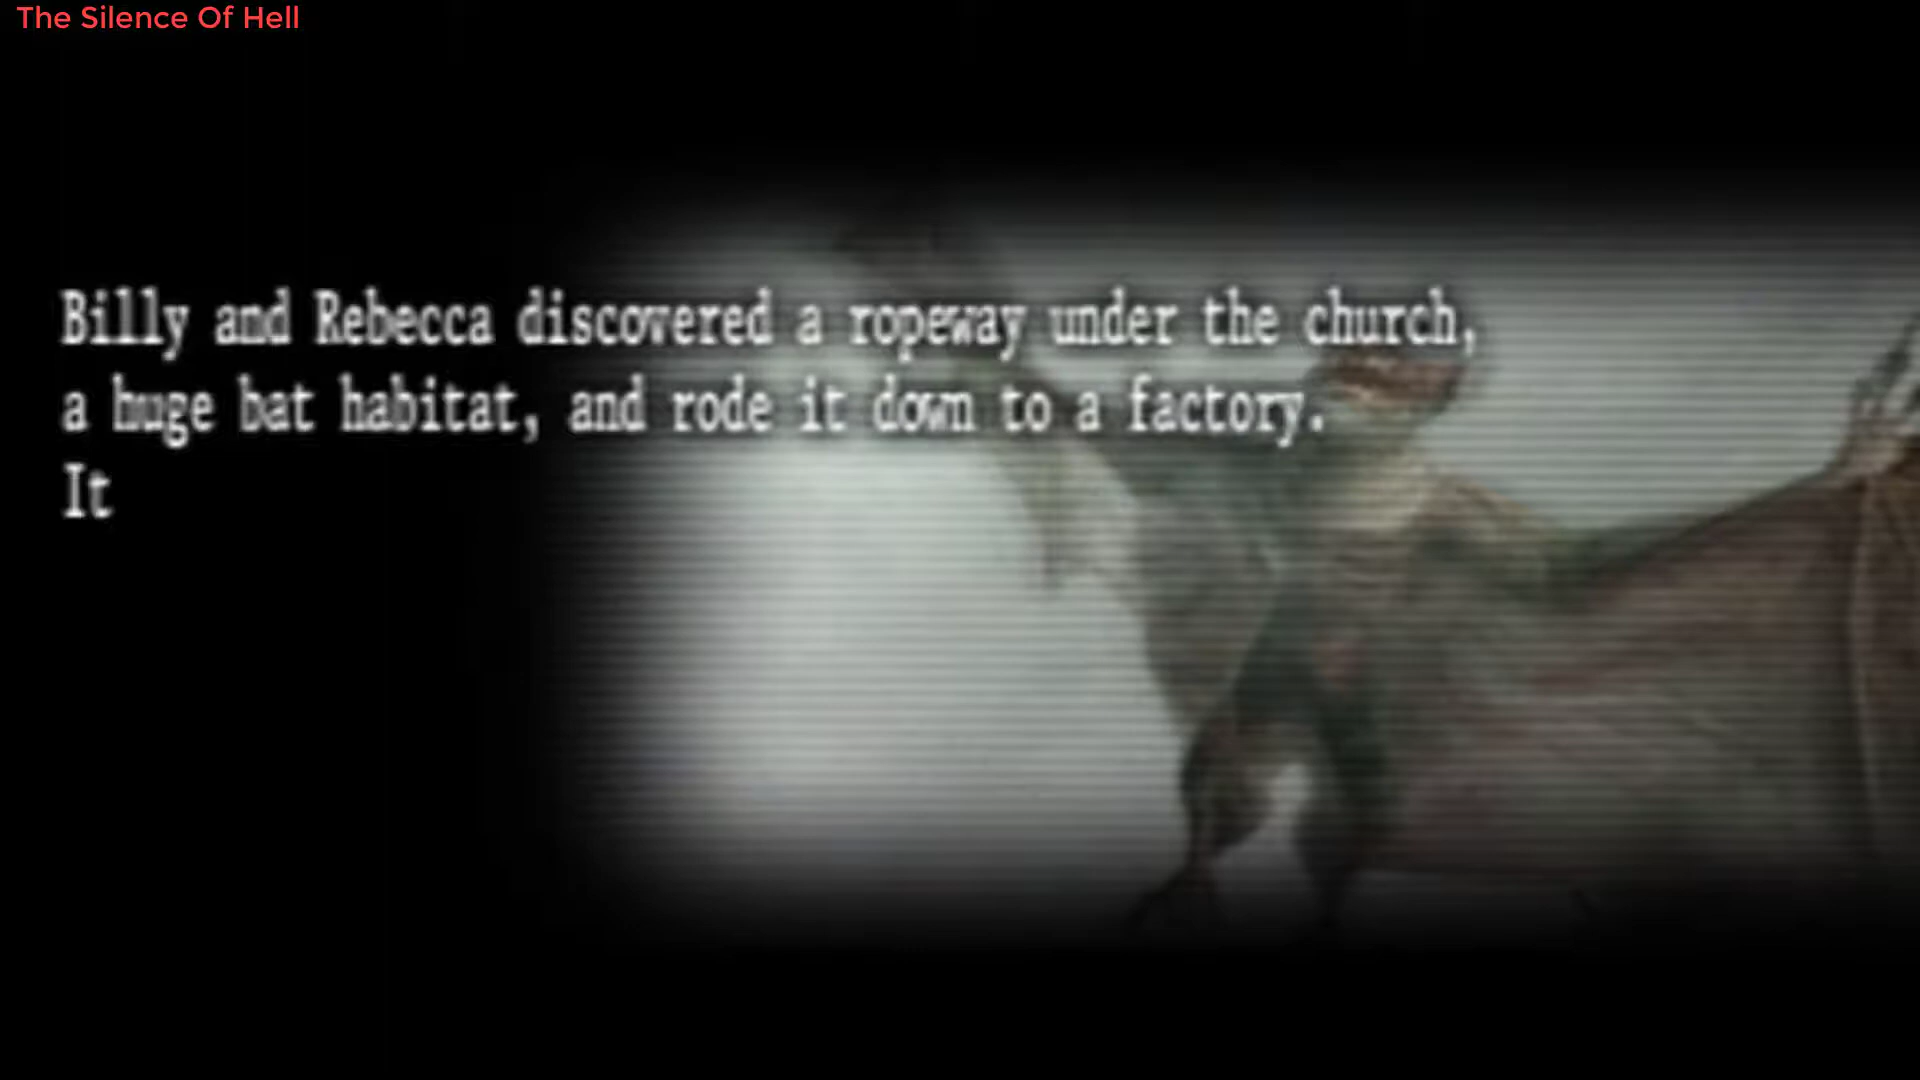 The Silence Of Hell
Billy and Rebecca discovered a ropeway under the church,
a huge bat habitat, and rode it down to a factory.
It